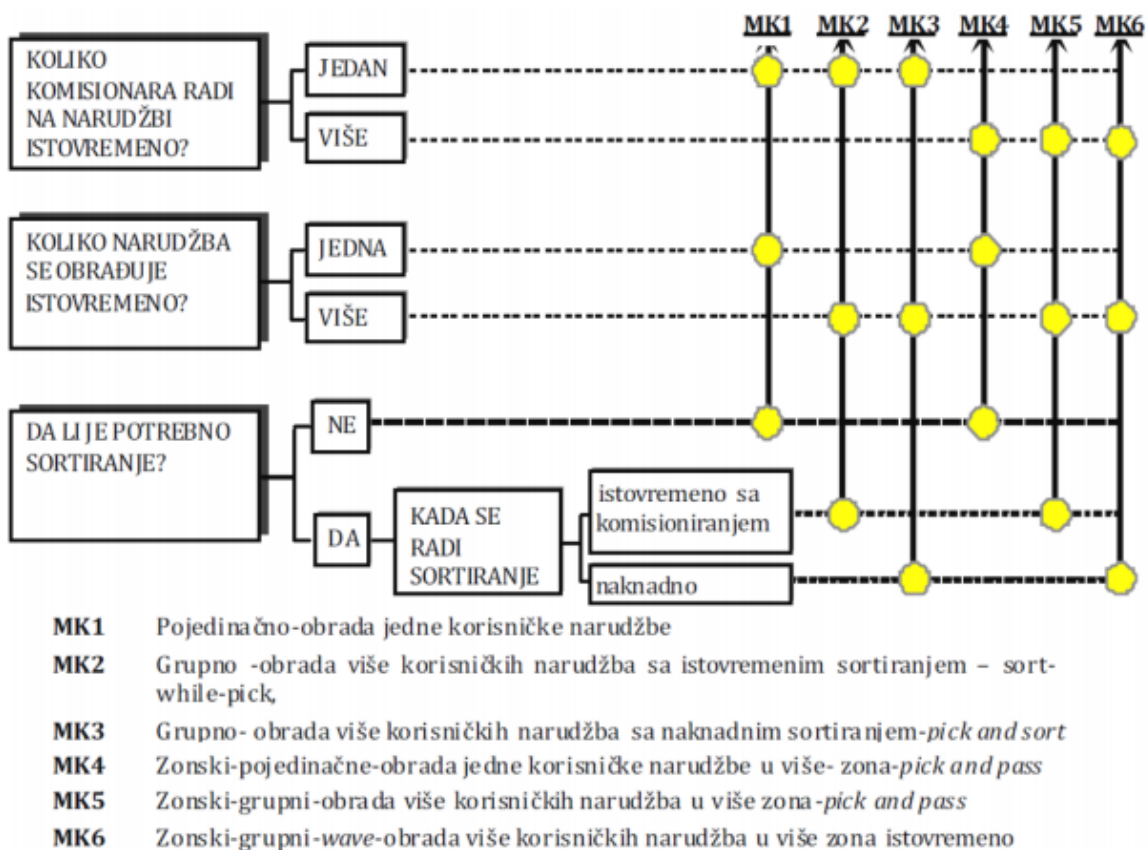 MK1 MK2 MK3 MK4 MK5 MK6
KOLIKO
KOMISIONARA RADI
NA NARUDŽBI
ISTOVREMENO?
JEDAN
VIŠE
KOLIKO NARUDŽBA
SE OBRAĐUJE
ISTOVREMENO?
JEDNA
VIŠE
DA LI JE POTREBNO
SORTIRANJE?
NE
DA
KADA SE
RADI
SORTIRANJE
istovremeno sa
komisioniranjem
naknadno
MK1 Pojedinačno-obrada jedne korisničke narudžbe
MK2 Grupno -obrada više korisničkih narudžba sa istovremenim sortiranjem – sort-
while-pick,
MK3 Grupno- obrada više korisničkih narudžba sa naknadnim sortiranjem-pick and sort
MK4 Zonski-pojedinačne-obrada jedne korisničke narudžbe u više- zona-pick and pass
MK5 Zonski-grupni-obrada više korisničkih narudžba u više zona-pick and pass
MK6 Zonski-grupni-wave-obrada više korisničkih narudžba u više zona istovremeno